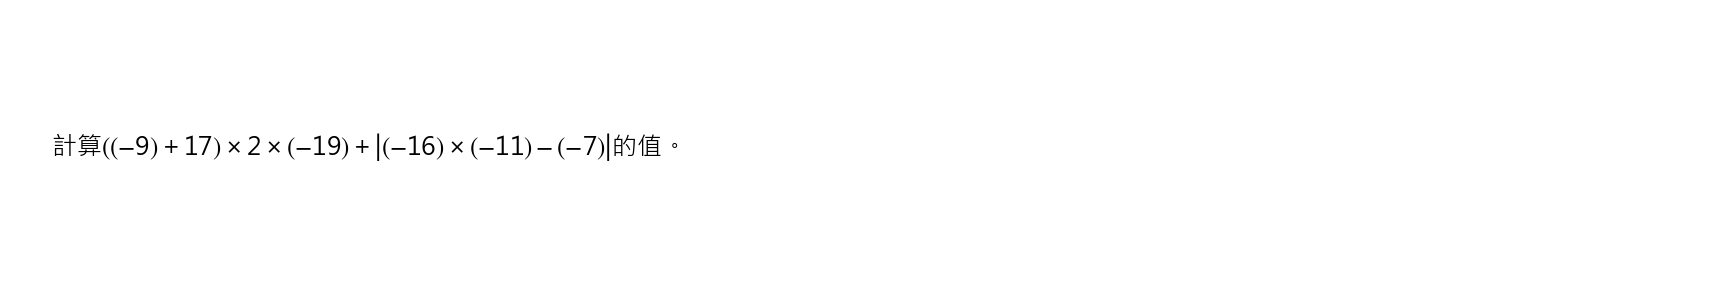 計算((−9) + 17) × 2 × (−19) + |(−16) × (−11) − (−7)|的值。